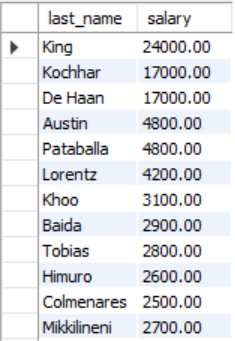 last_name salary
King 24000.00
Kochhar 17000.00
De Haan 17000.00
Austin 4800.00
Pataballa 4800.00
Lorentz 4200.00
Khoo 3100.00
Baida 2900.00
Tobias 2800.00
Himuro 2600.00
Colmenares 2500.00
Mikkilineni 2700.00